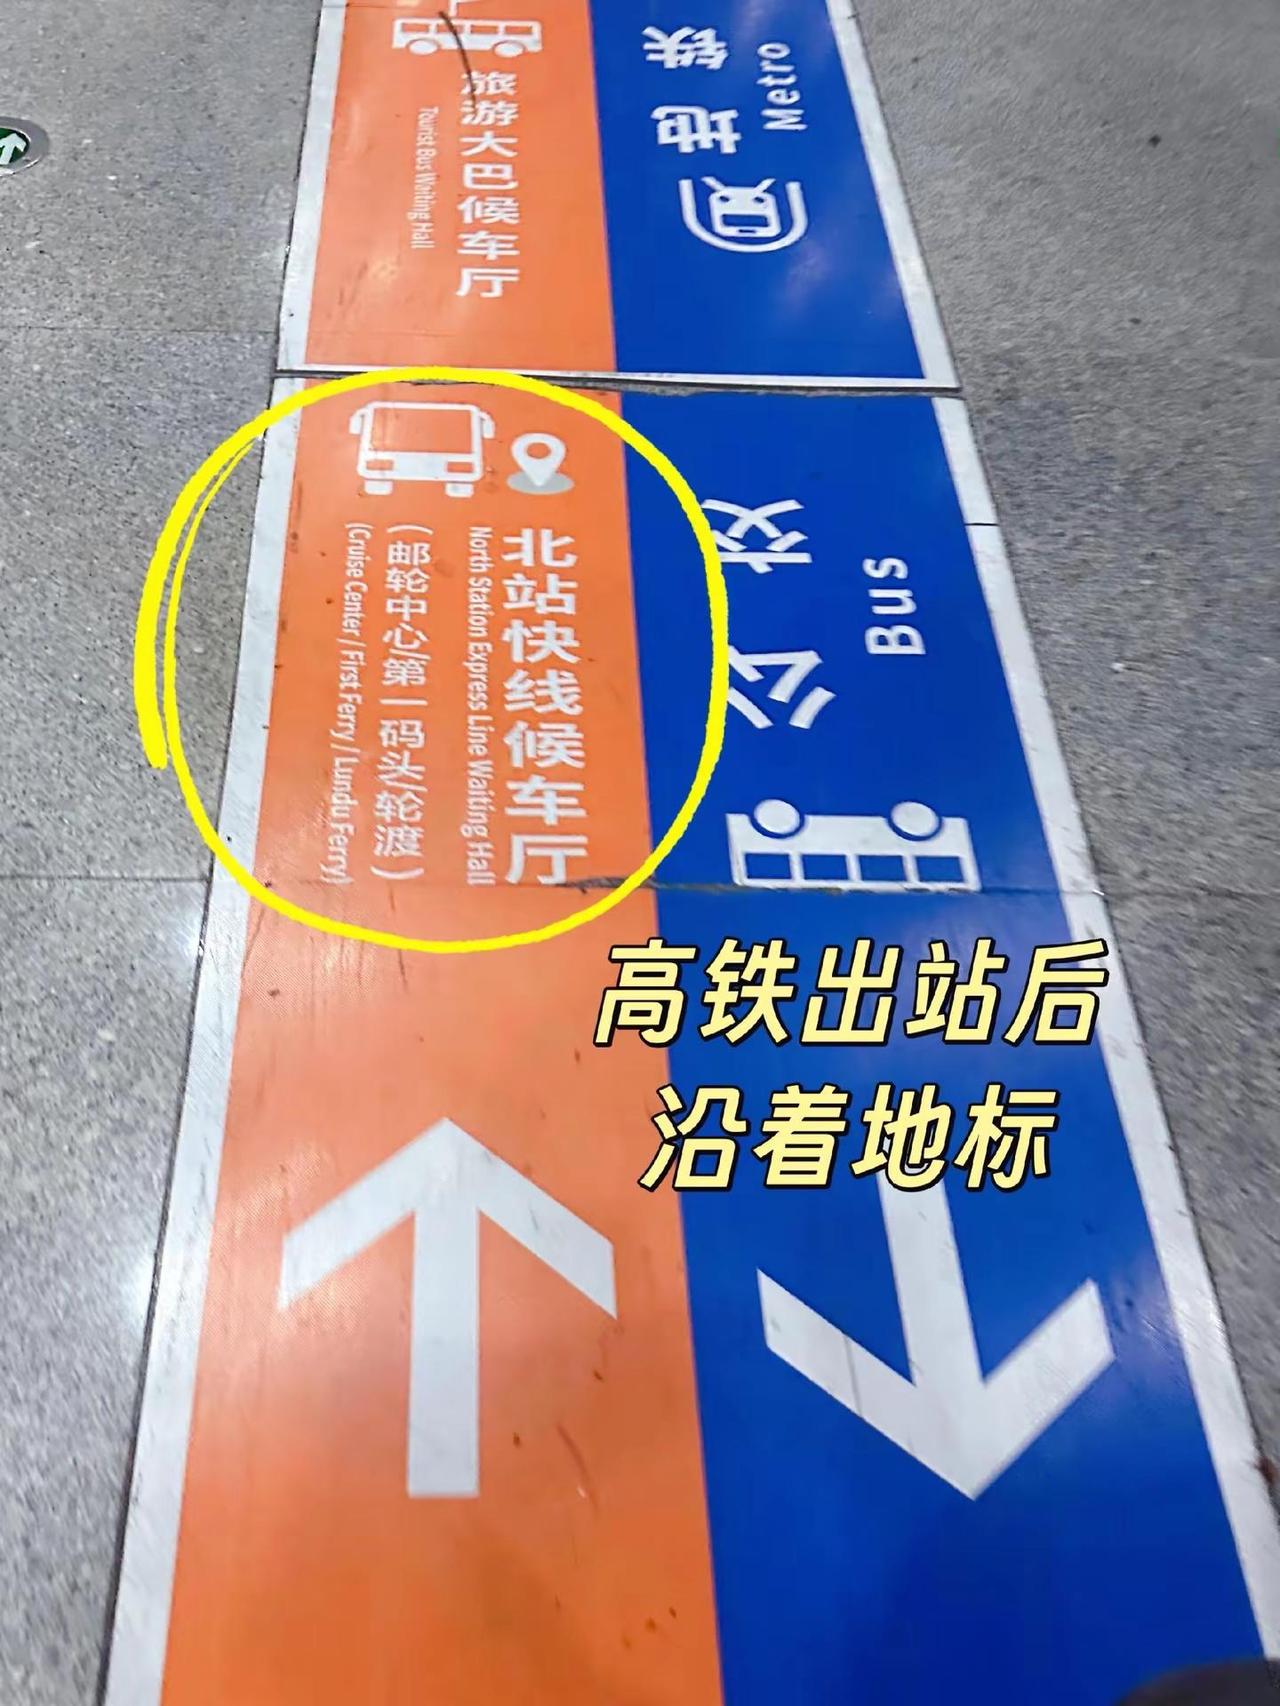 旅游大巴候车厅
Tourist Bus Waiting Hall
地铁
Metro
北站快线候车厅
North Station Express Line Waiting Hall
（邮轮中心/第一码头/轮渡）
(Cruise Center / First Ferry / Lundu Ferry)
公交
Bus
高铁出站后
沿着地标